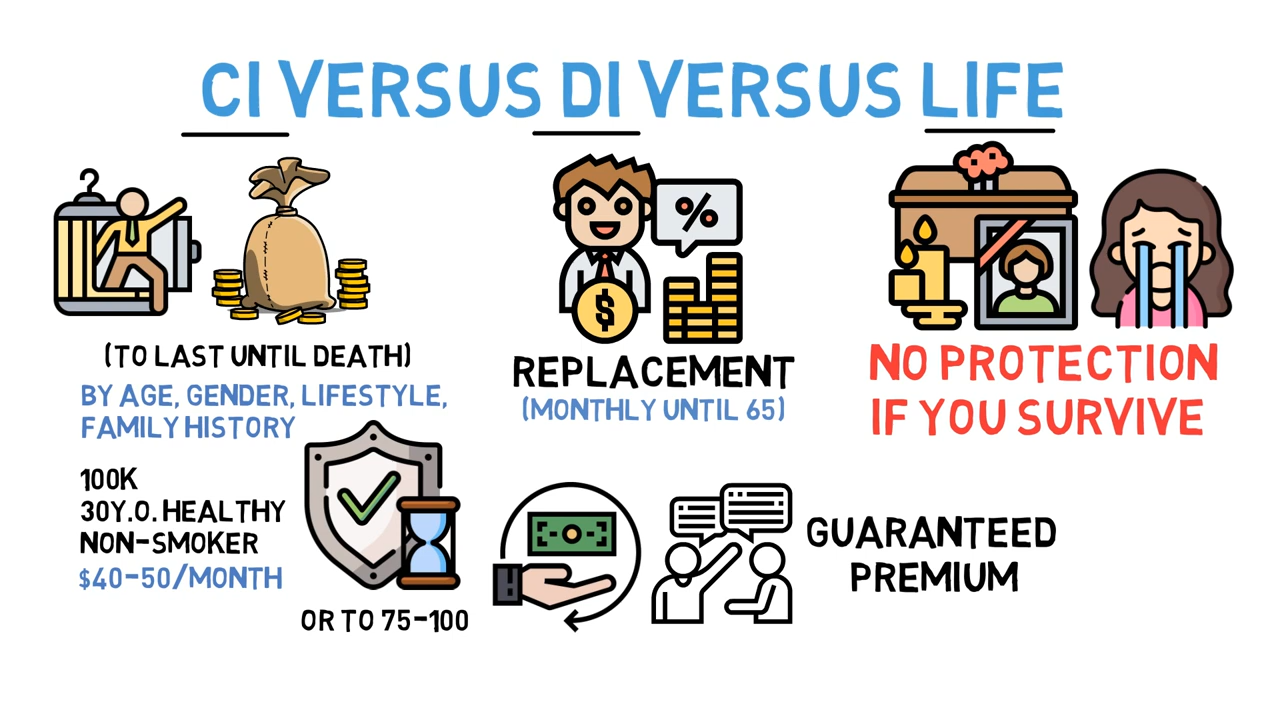 CI VERSUS DI VERSUS LIFE
(TO LAST UNTIL DEATH)
BY AGE, GENDER, LIFESTYLE,
FAMILY HISTORY
100K
30Y.O. HEALTHY
NON-SMOKER
$40-50/MONTH
OR TO 75-100
%
$
REPLACEMENT
(MONTHLY UNTIL 65)
NO PROTECTION
IF YOU SURVIVE
GUARANTEED
PREMIUM